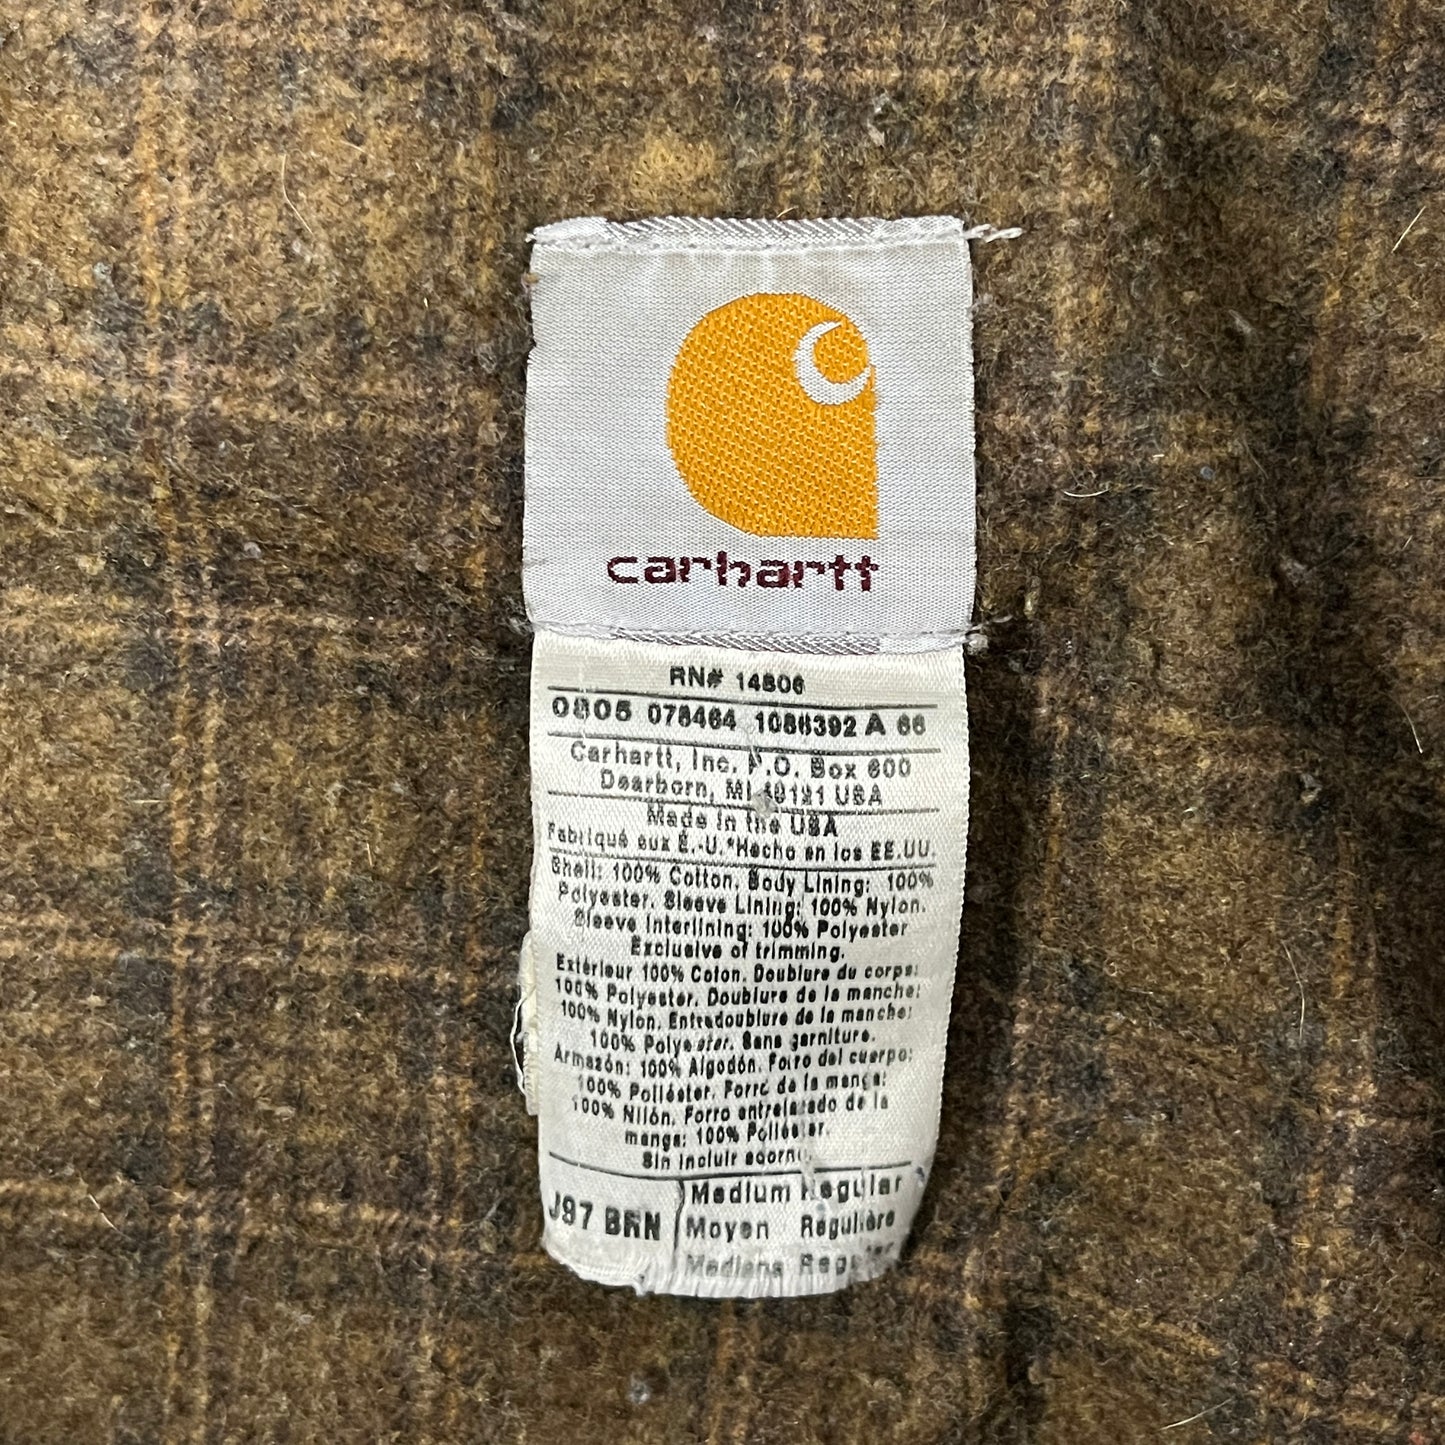 carhartt
RN# 14806
0805 078464 1086392 A 66
Carhartt, Inc. P.O. Box 600
Dearborn, MI 48121 USA
Made in the USA
Fabriqué aux É.-U.*Hecho en los EE.UU.
Shell: 100% Cotton. Body Lining: 100%
Polyester. Sleeve Lining: 100% Nylon.
Sleeve Interlining: 100% Polyester
Exclusive of trimming.
Extérieur 100% Coton. Doublure du corps:
100% Polyester. Doublure de la manche:
100% Nylon. Entredoublure de la manche:
100% Polyester. Sans garniture.
Armazón: 100% Algodón. Forro del cuerpo:
100% Poliéster. Forro de la manga:
100% Nilón. Forro entrelazado de la
manga: 100% Poliéster.
Sin incluir adorno.
J97 BRN
Medium Regular
Moyen Regulière
Mediana Regular